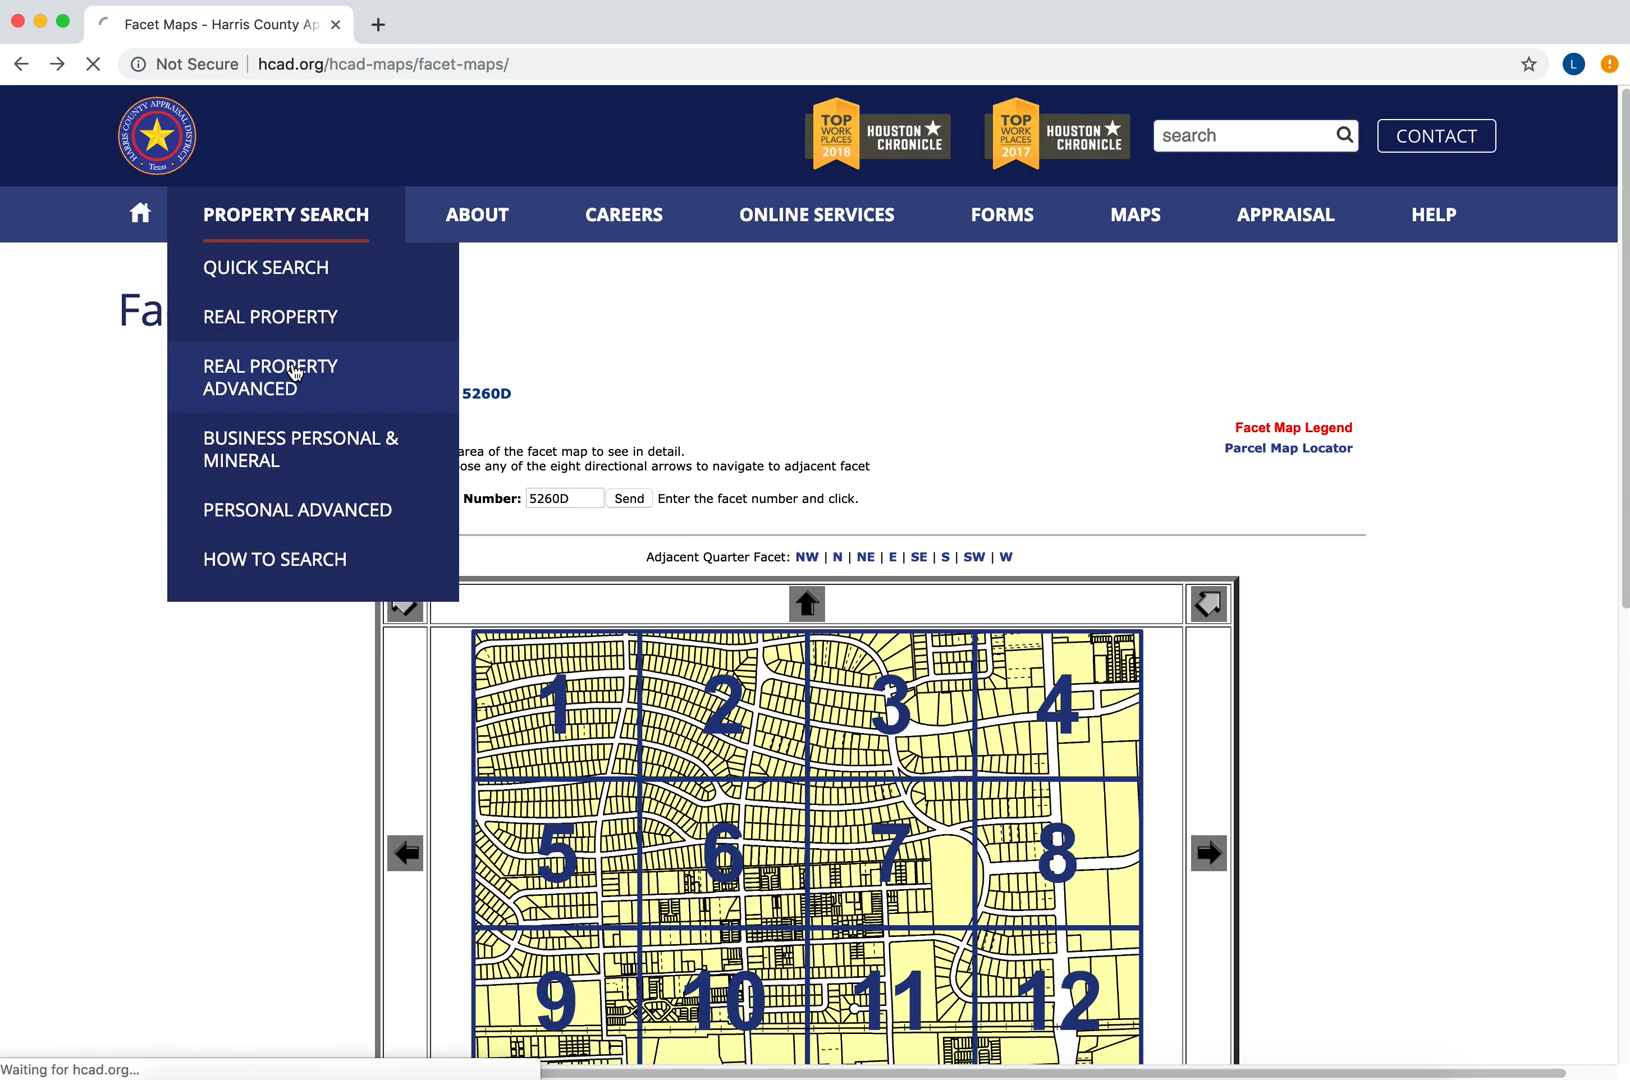 Facet Maps - Harris County Ap
Not Secure
hcad.org/hcad-maps/facet-maps/
L
HARRIS COUNTY APPRAISAL DISTRICT
Texas
TOP
WORK
PLACES
2018
HOUSTON
CHRONICLE
TOP
WORK
PLACES
2017
HOUSTON
CHRONICLE
search
CONTACT
PROPERTY SEARCH
ABOUT
CAREERS
ONLINE SERVICES
FORMS
MAPS
APPRAISAL
HELP
QUICK SEARCH
REAL PROPERTY
REAL PROPERTY
ADVANCED
BUSINESS PERSONAL &
MINERAL
PERSONAL ADVANCED
HOW TO SEARCH
Fa
5260D
Facet Map Legend
Parcel Map Locator
area of the facet map to see in detail.
ose any of the eight directional arrows to navigate to adjacent facet
Number: 5260D Send Enter the facet number and click.
Adjacent Quarter Facet: NW | N | NE | E | SE | S | SW | W
1 2 3 4
5 6 7 8
9 10 11 12
Waiting for hcad.org...